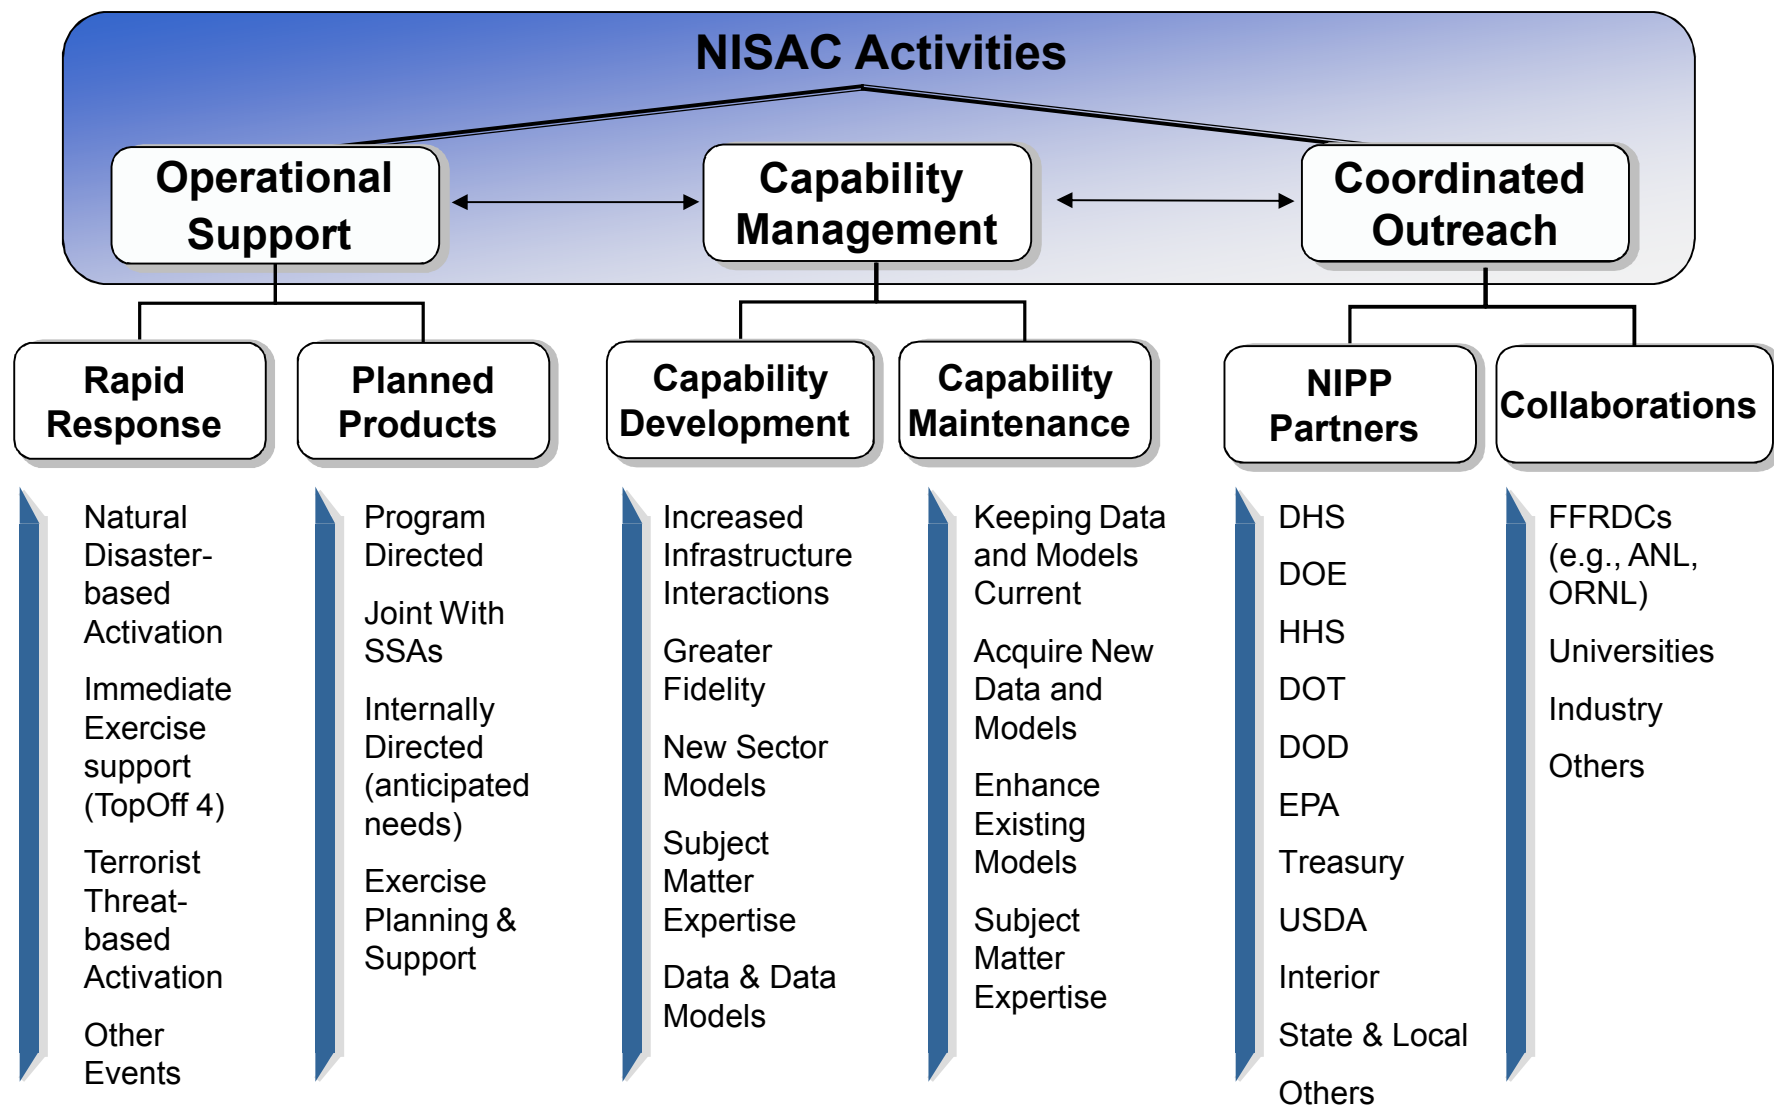 NISAC Activities
Operational
Support
Capability
Management
Coordinated
Outreach
Rapid
Response
Planned
Products
Capability
Development
Capability
Maintenance
NIPP
Partners
Collaborations
Natural
Disaster-
based
Activation
Immediate
Exercise
support
(TopOff 4)
Terrorist
Threat-
based
Activation
Other
Events
Program
Directed
Joint With
SSAs
Internally
Directed
(anticipated
needs)
Exercise
Planning &
Support
Increased
Infrastructure
Interactions
Greater
Fidelity
New Sector
Models
Subject
Matter
Expertise
Data & Data
Models
Keeping Data
and Models
Current
Acquire New
Data and
Models
Enhance
Existing
Models
Subject
Matter
Expertise
DHS
DOE
HHS
DOT
DOD
EPA
Treasury
USDA
Interior
State & Local
Others
FFRDCs
(e.g., ANL,
ORNL)
Universities
Industry
Others